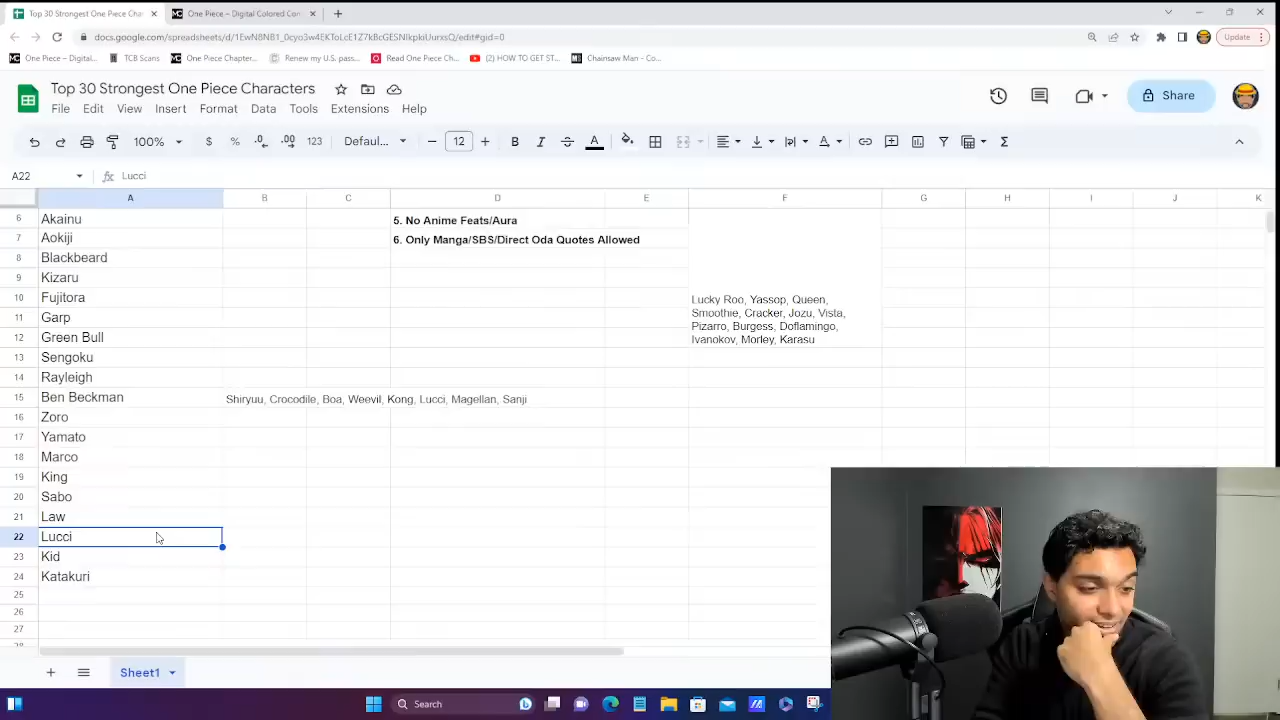 Top 30 Strongest One Piece Char
One Piece – Digital Colored Con
docs.google.com/spreadsheets/d/1EwN8NB1_0cyo3w4EKToLcE1Z7kBcGESNIkpkiUurxsQ/edit#gid=0
Update
One Piece – Digital...
TCB Scans
One Piece Chapter...
Renew my U.S. pass...
Read One Piece Ch...
(2) HOW TO GET ST...
Chainsaw Man - Co...
Top 30 Strongest One Piece Characters
File Edit View Insert Format Data Tools Extensions Help
Share
100% $ % .0 .00 123 Defaul... 12 B I A
A22 fx Lucci
A B C D E F G H I J K
6 Akainu 5. No Anime Feats/Aura
7 Aokiji 6. Only Manga/SBS/Direct Oda Quotes Allowed
8 Blackbeard
9 Kizaru
10 Fujitora Lucky Roo, Yassop, Queen,
11 Garp Smoothie, Cracker, Jozu, Vista,
Pizarro, Burgess, Doflamingo,
12 Green Bull Ivanokov, Morley, Karasu
13 Sengoku
14 Rayleigh
15 Ben Beckman Shiryuu, Crocodile, Boa, Weevil, Kong, Lucci, Magellan, Sanji
16 Zoro
17 Yamato
18 Marco
19 King
20 Sabo
21 Law
22 Lucci
23 Kid
24 Katakuri
25
26
27
28
Sheet1
Search